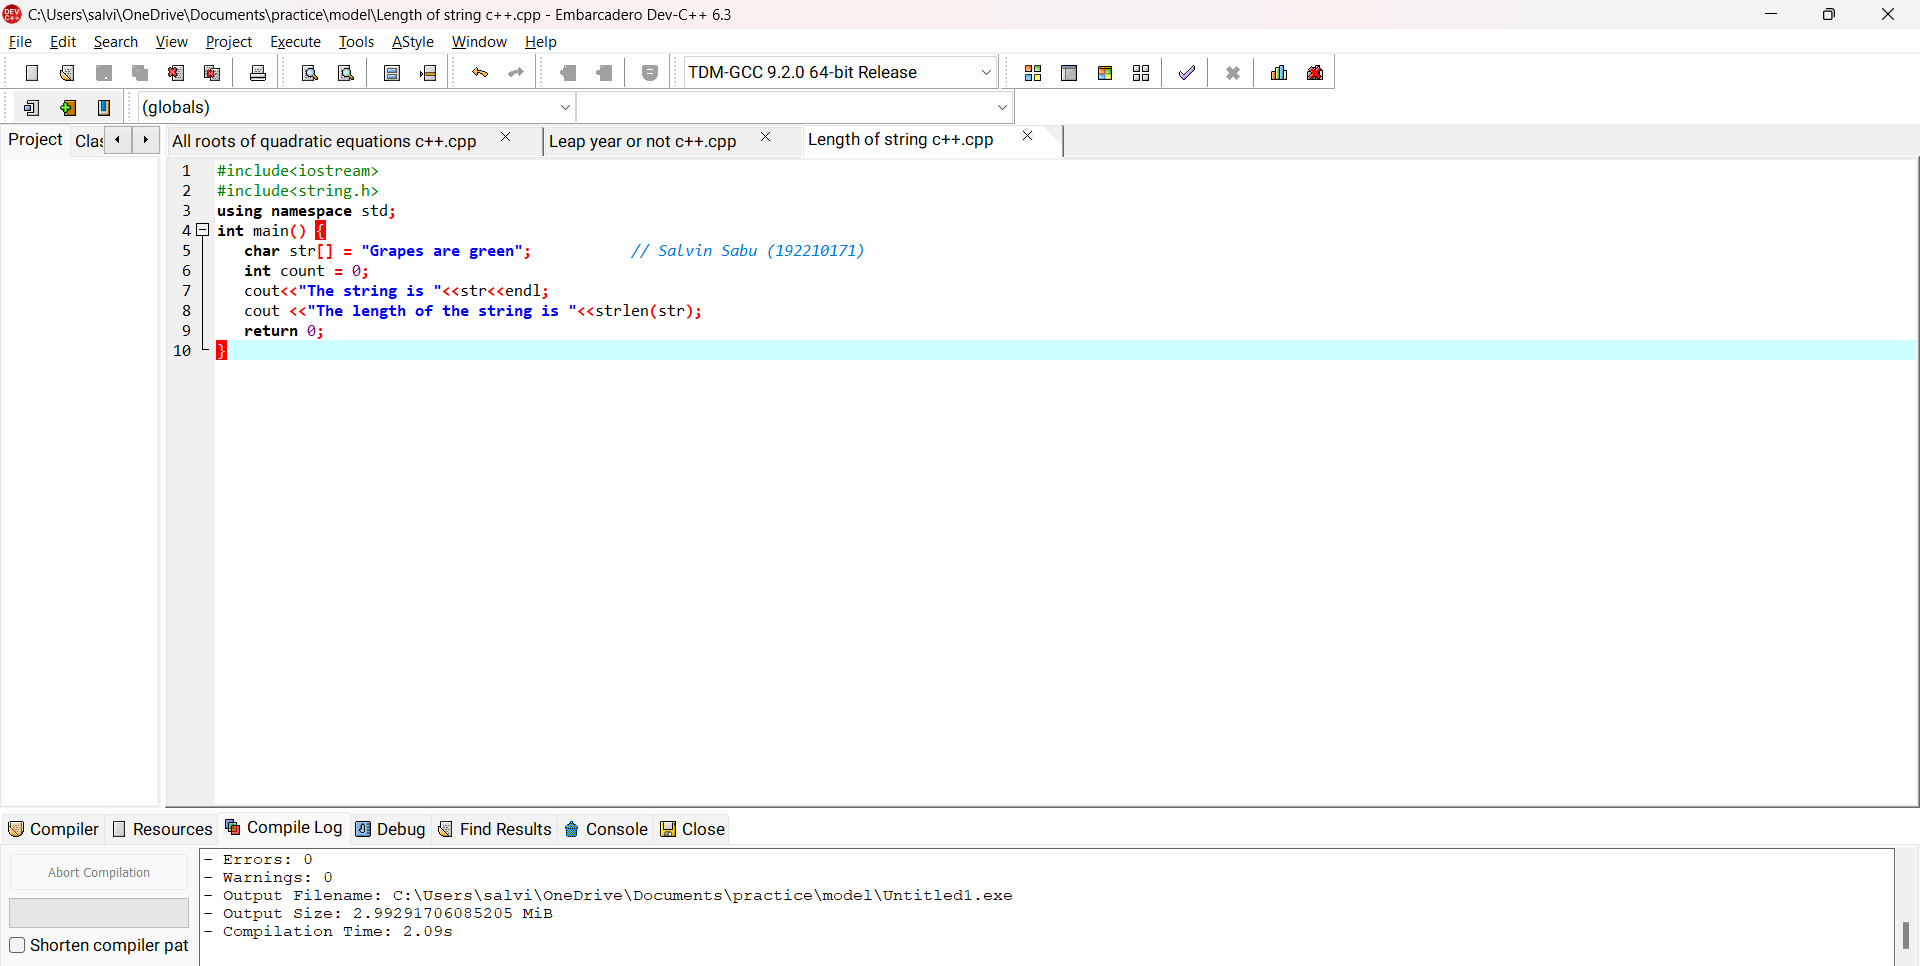 C:\Users\salvi\OneDrive\Documents\practice\model\Length of string c++.cpp - Embarcadero Dev-C++ 6.3
File Edit Search View Project Execute Tools AStyle Window Help
TDM-GCC 9.2.0 64-bit Release
(globals)
Project Clas All roots of quadratic equations c++.cpp Leap year or not c++.cpp Length of string c++.cpp
1 #include<iostream>
2 #include<string.h>
3 using namespace std;
4 int main() {
5 char str[] = "Grapes are green"; // Salvin Sabu (192210171)
6 int count = 0;
7 cout<<"The string is "<<str<<endl;
8 cout <<"The length of the string is "<<strlen(str);
9 return 0;
10 }
Compiler Resources Compile Log Debug Find Results Console Close
Abort Compilation
Shorten compiler pat
- Errors: 0
- Warnings: 0
- Output Filename: C:\Users\salvi\OneDrive\Documents\practice\model\Untitled1.exe
- Output Size: 2.99291706085205 MiB
- Compilation Time: 2.09s